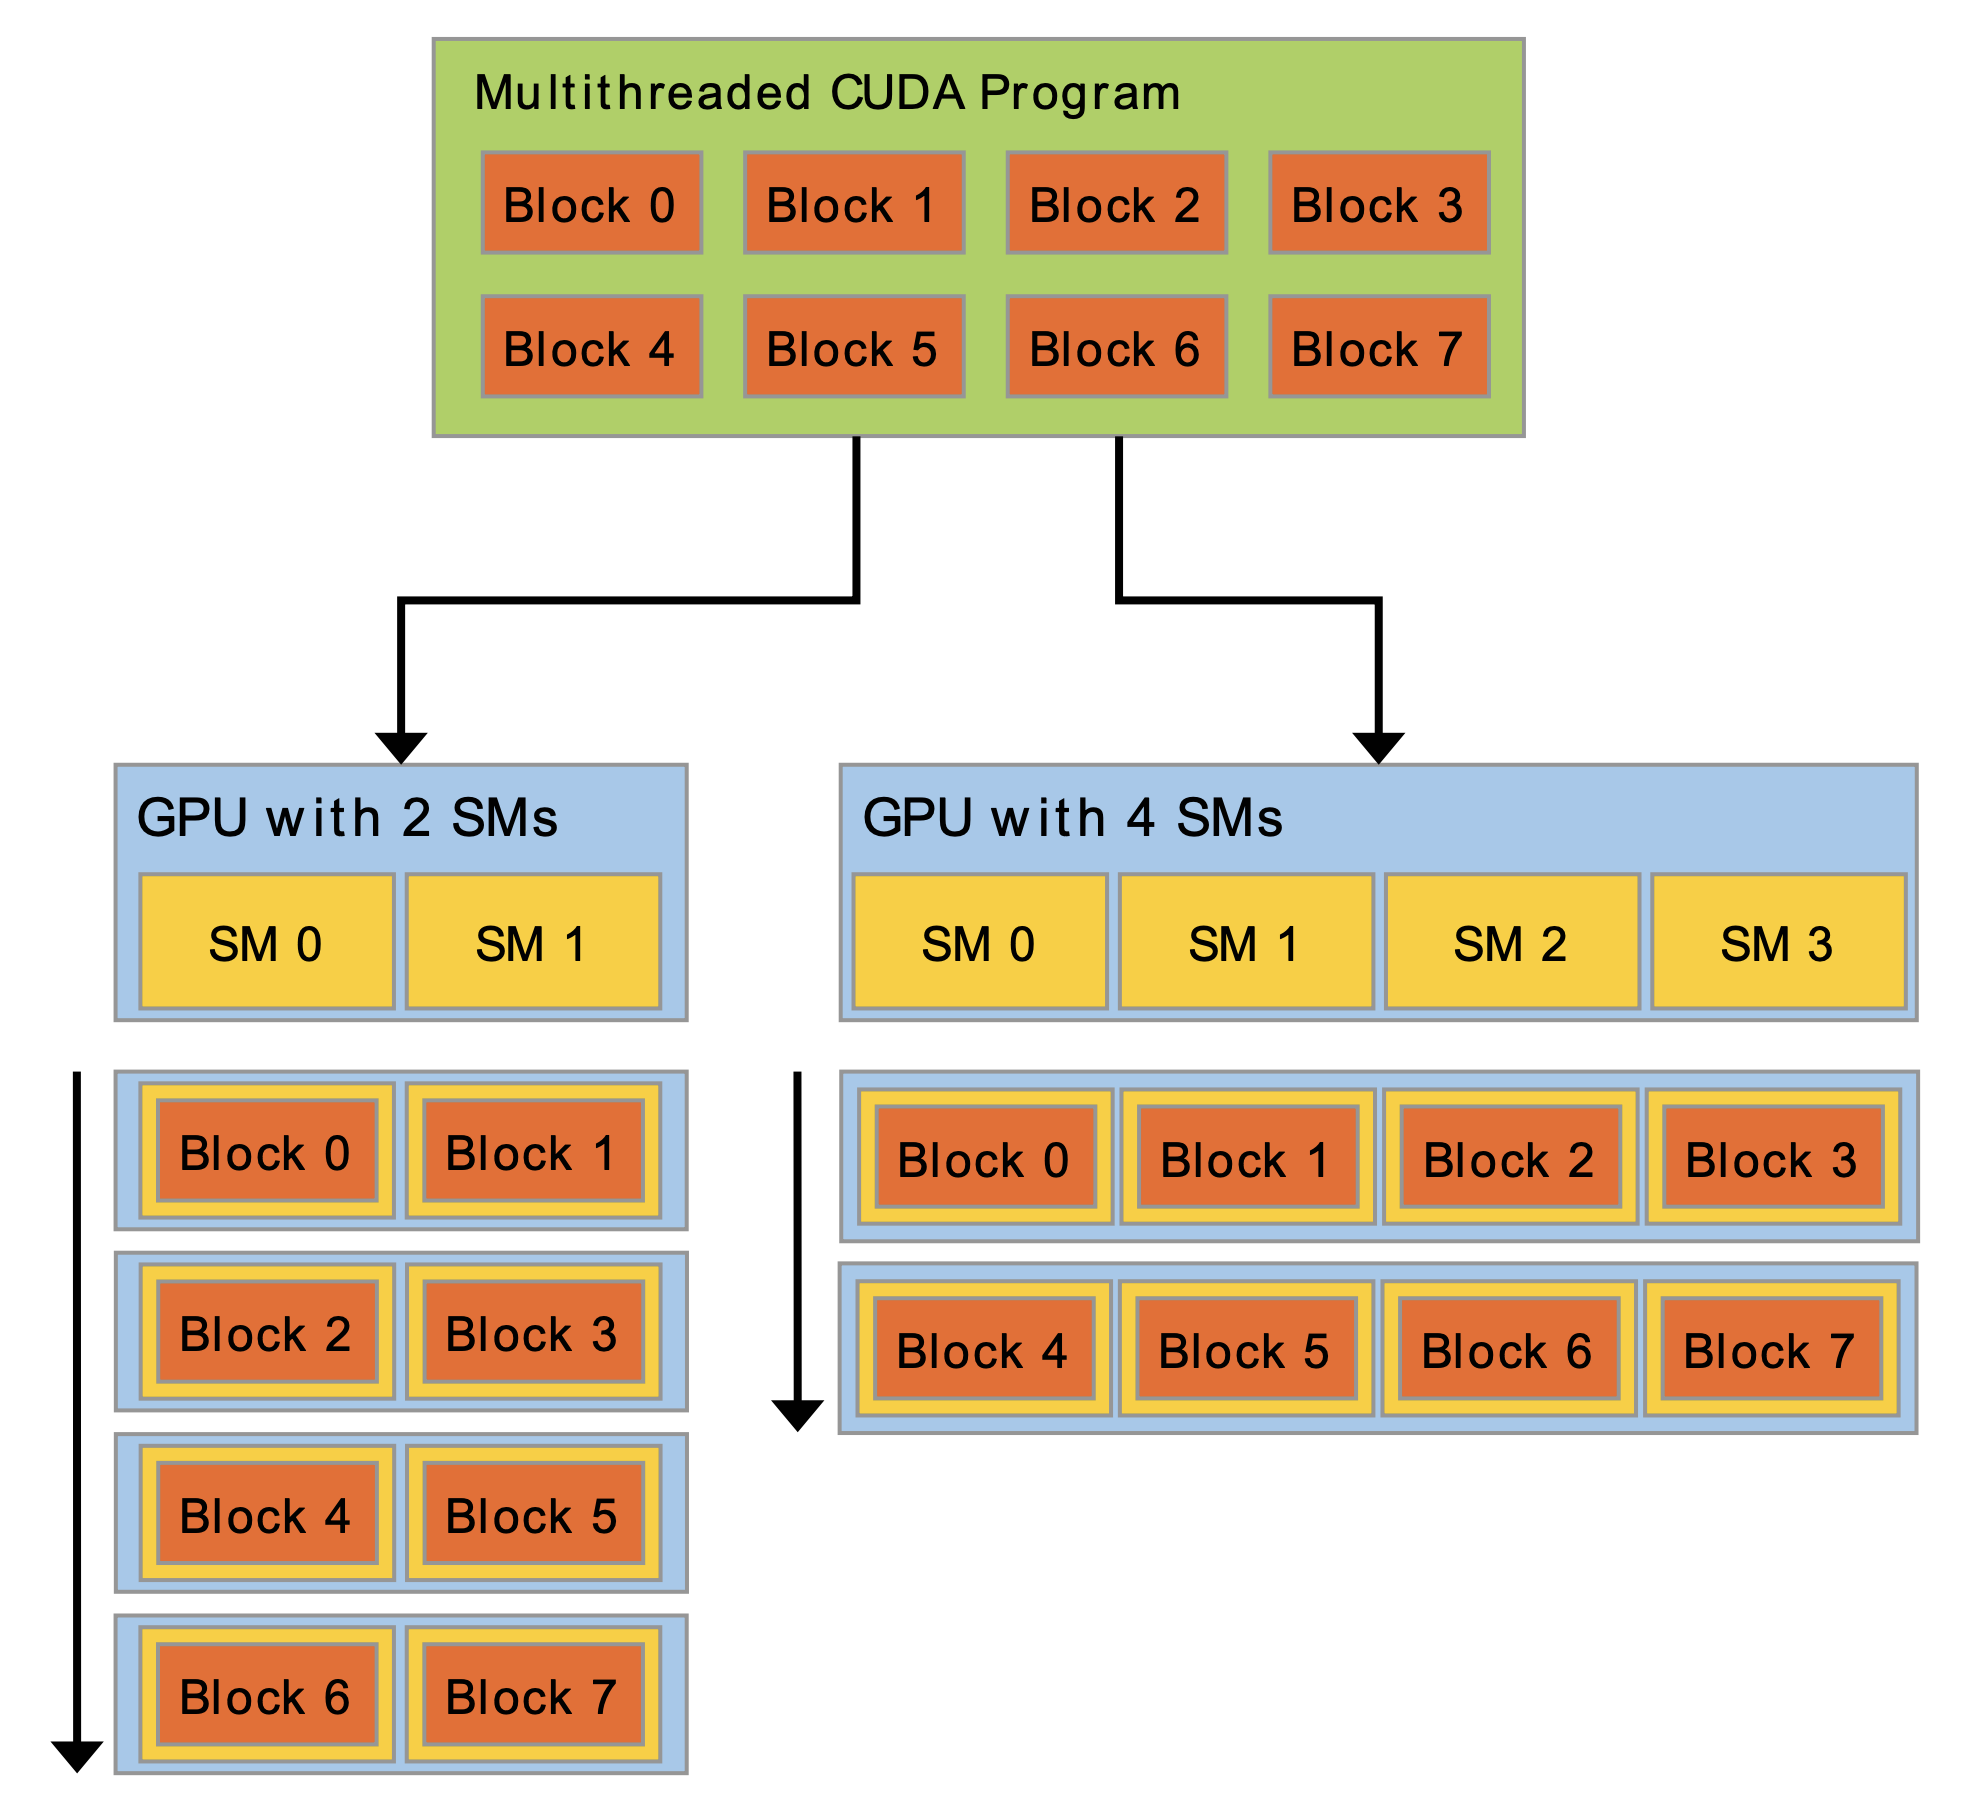 Multithreaded CUDA Program
Block 0 Block 1 Block 2 Block 3
Block 4 Block 5 Block 6 Block 7
GPU with 2 SMs
SM 0 SM 1
Block 0 Block 1
Block 2 Block 3
Block 4 Block 5
Block 6 Block 7
GPU with 4 SMs
SM 0 SM 1 SM 2 SM 3
Block 0 Block 1 Block 2 Block 3
Block 4 Block 5 Block 6 Block 7